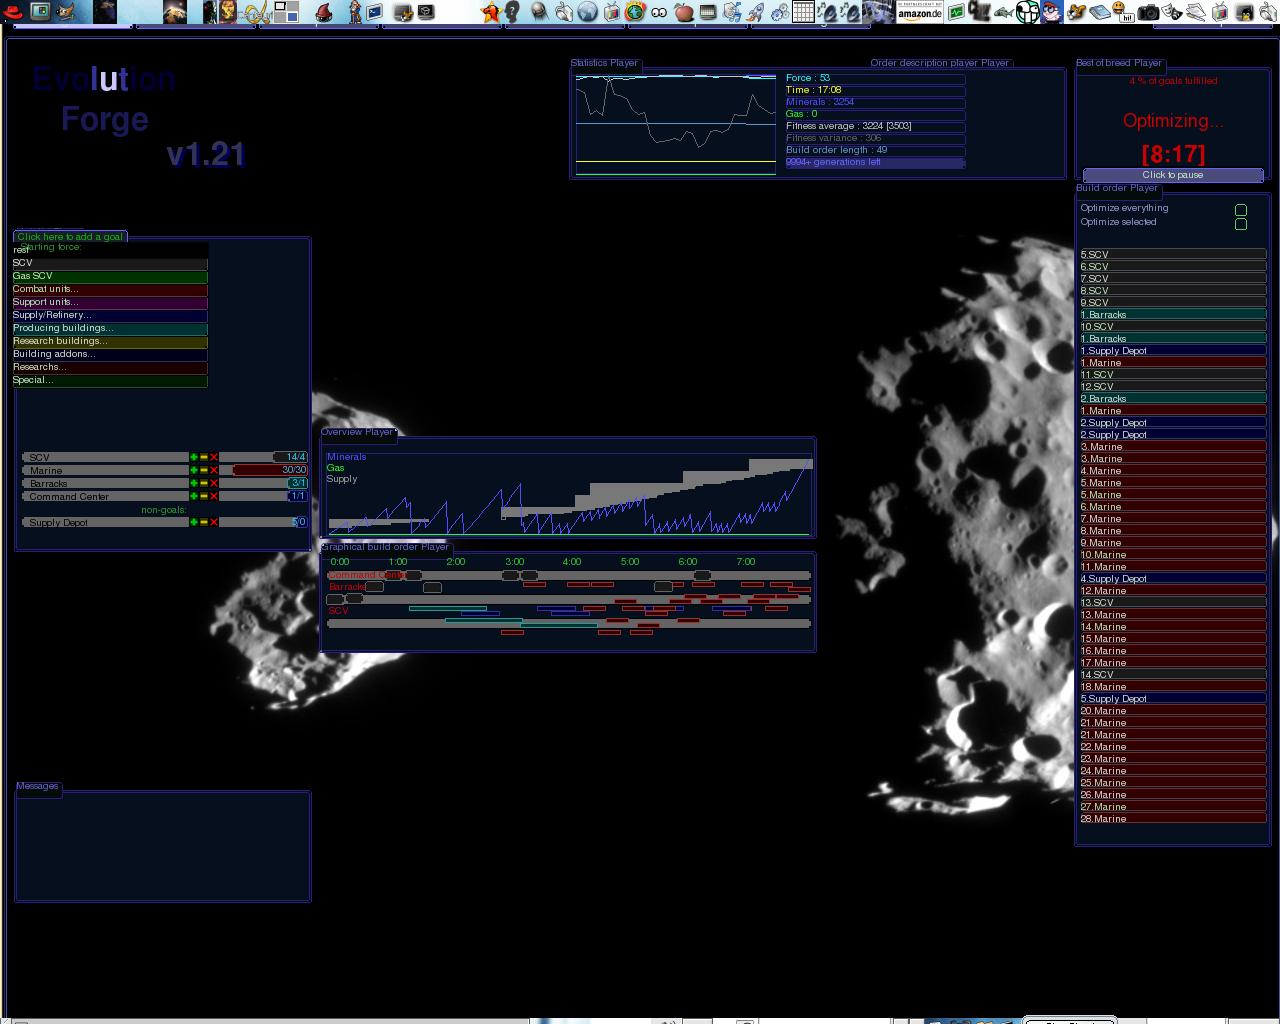 hi!
IN PARTNERSCHAFT MIT
amazon.de
Evolution
Forge
v1.21
Statistics Player
Force : 53
Time : 17:08
Minerals : 3254
Gas : 0
Fitness average : 3224 [3503]
Fitness variance : 306
Build order length : 49
9994+ generations left
Order description player Player
Best of breed Player
4 % of goals fulfilled
Optimizing...
[8:17]
Click to pause
Build order Player
Optimize everything
Optimize selected
5.SCV
6.SCV
7.SCV
8.SCV
9.SCV
1.Barracks
10.SCV
1.Barracks
1.Supply Depot
1.Marine
11.SCV
12.SCV
2.Barracks
1.Marine
2.Supply Depot
2.Supply Depot
3.Marine
3.Marine
4.Marine
5.Marine
5.Marine
6.Marine
7.Marine
8.Marine
9.Marine
10.Marine
11.Marine
4.Supply Depot
12.Marine
13.SCV
13.Marine
14.Marine
15.Marine
16.Marine
17.Marine
14.SCV
18.Marine
5.Supply Depot
20.Marine
21.Marine
21.Marine
22.Marine
23.Marine
24.Marine
25.Marine
26.Marine
27.Marine
28.Marine
Click here to add a goal
Starting force:
SCV
Gas SCV
Combat units...
Support units...
Supply/Refinery...
Producing buildings...
Research buildings...
Building addons...
Researchs...
Special...
SCV 14/4
Marine 30/30
Barracks 3/1
Command Center 1/1
non-goals:
Supply Depot 5/0
Overview Player
Minerals
Gas
Supply
Graphical build order Player
0:00 1:00 2:00 3:00 4:00 5:00 6:00 7:00
Command Center
Barracks
SCV
Messages